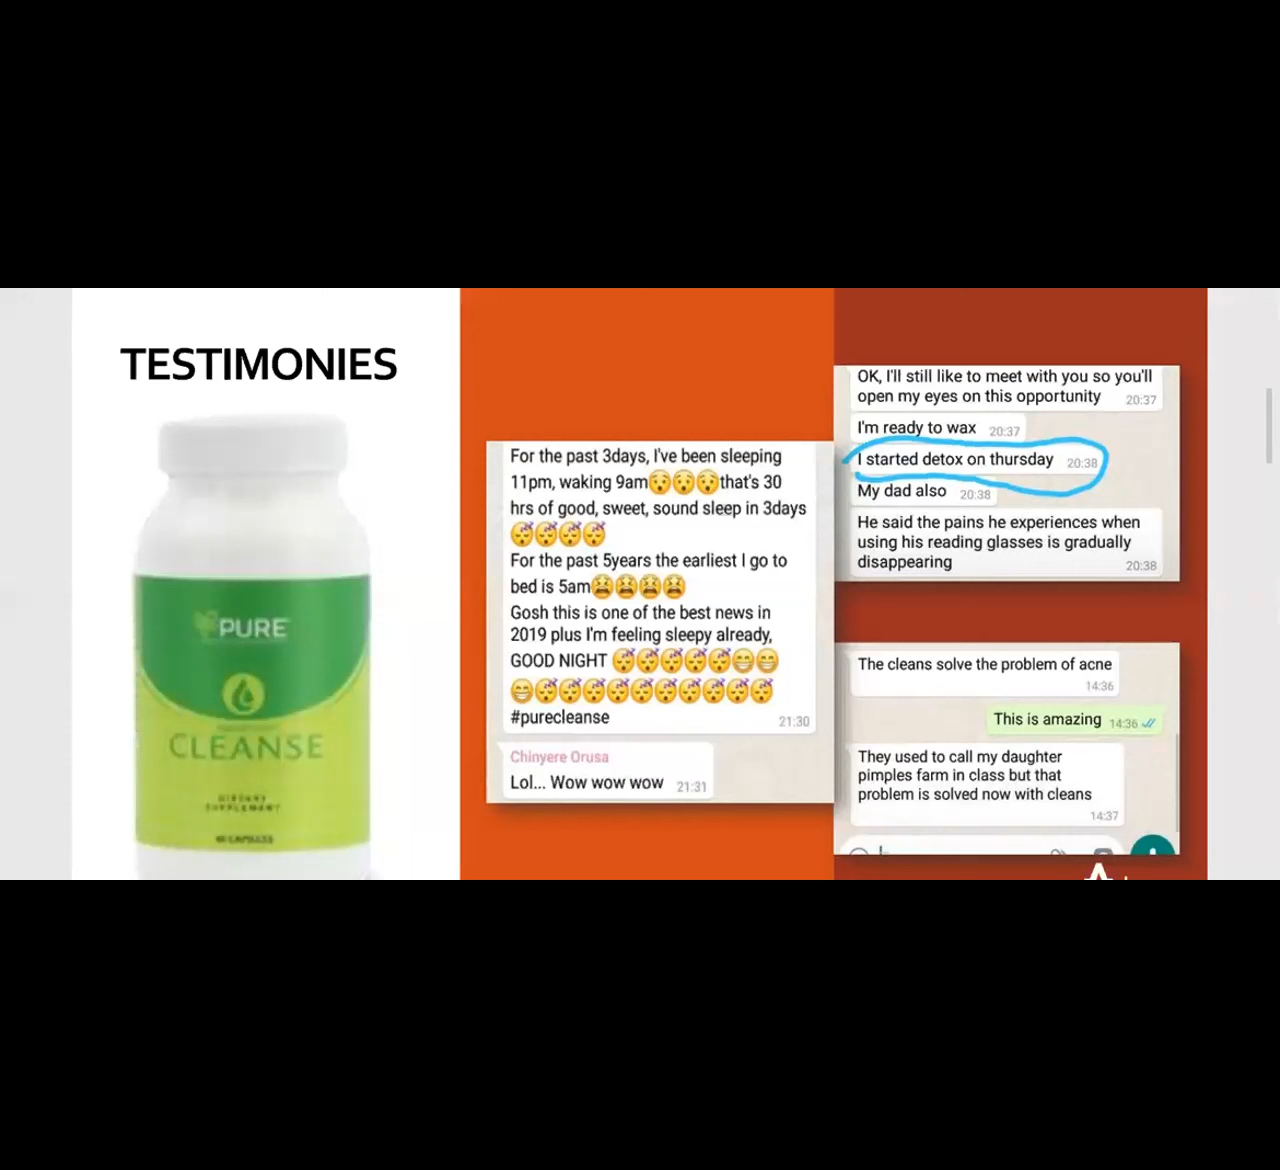 TESTIMONIES
PURE
CLEANSE
DIETARY
SUPPLEMENT
60 CAPSULES
For the past 3days, I've been sleeping
11pm, waking 9am😯😯😯that's 30
hrs of good, sweet, sound sleep in 3days
😴😴😴😴
For the past 5years the earliest I go to
bed is 5am😫😫😫😫
Gosh this is one of the best news in
2019 plus I'm feeling sleepy already,
GOOD NIGHT 😴😴😴😴😴😁😁
😁😴😴😴😴😴😴😴😴😴😴
#purecleanse 21:30
Chinyere Orusa
Lol... Wow wow wow 21:31
OK, I'll still like to meet with you so you'll
open my eyes on this opportunity 20:37
I'm ready to wax 20:37
I started detox on thursday 20:38
My dad also 20:38
He said the pains he experiences when
using his reading glasses is gradually
disappearing 20:38
The cleans solve the problem of acne
14:36
This is amazing 14:36
They used to call my daughter
pimples farm in class but that
problem is solved now with cleans
14:37